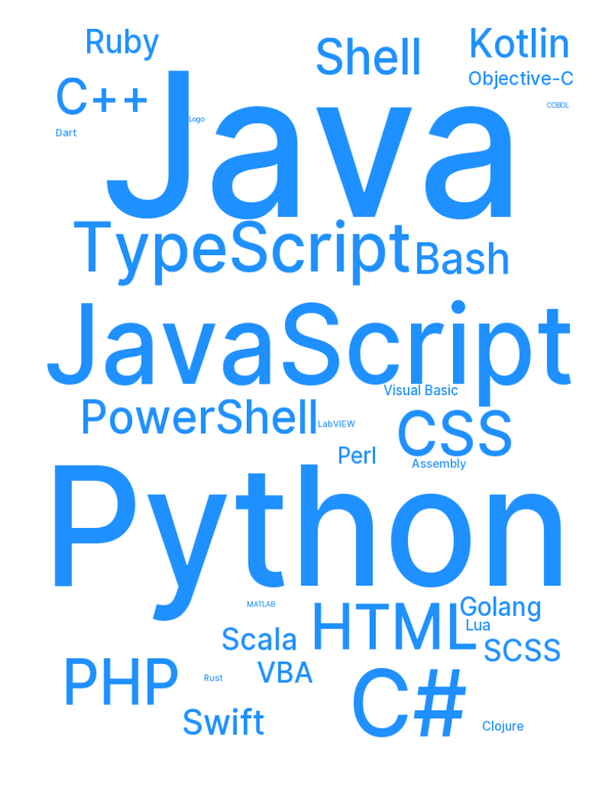 Ruby
Shell
Kotlin
Objective-C
C++
COBOL
Logo
Dart
Java
TypeScript
Bash
JavaScript
Visual Basic
PowerShell
LabVIEW
CSS
Perl
Assembly
Python
MATLAB
HTML
Golang
Lua
Scala
SCSS
VBA
PHP
Rust
C#
Swift
Clojure